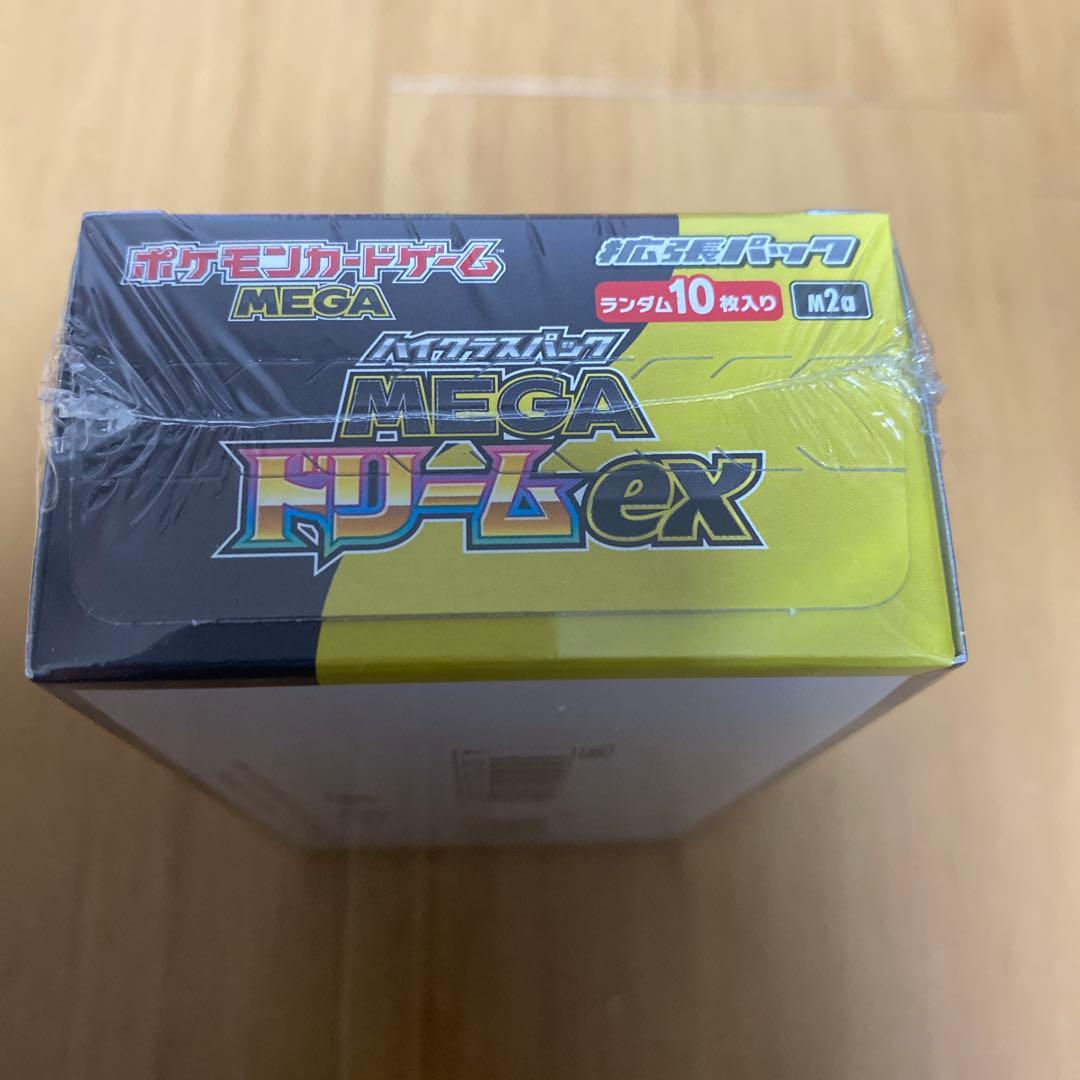 ポケモンカードゲーム™
MEGA
拡張パック
ランダム10枚入り
M2a
ハイクラスパック
MEGA
ドリームex